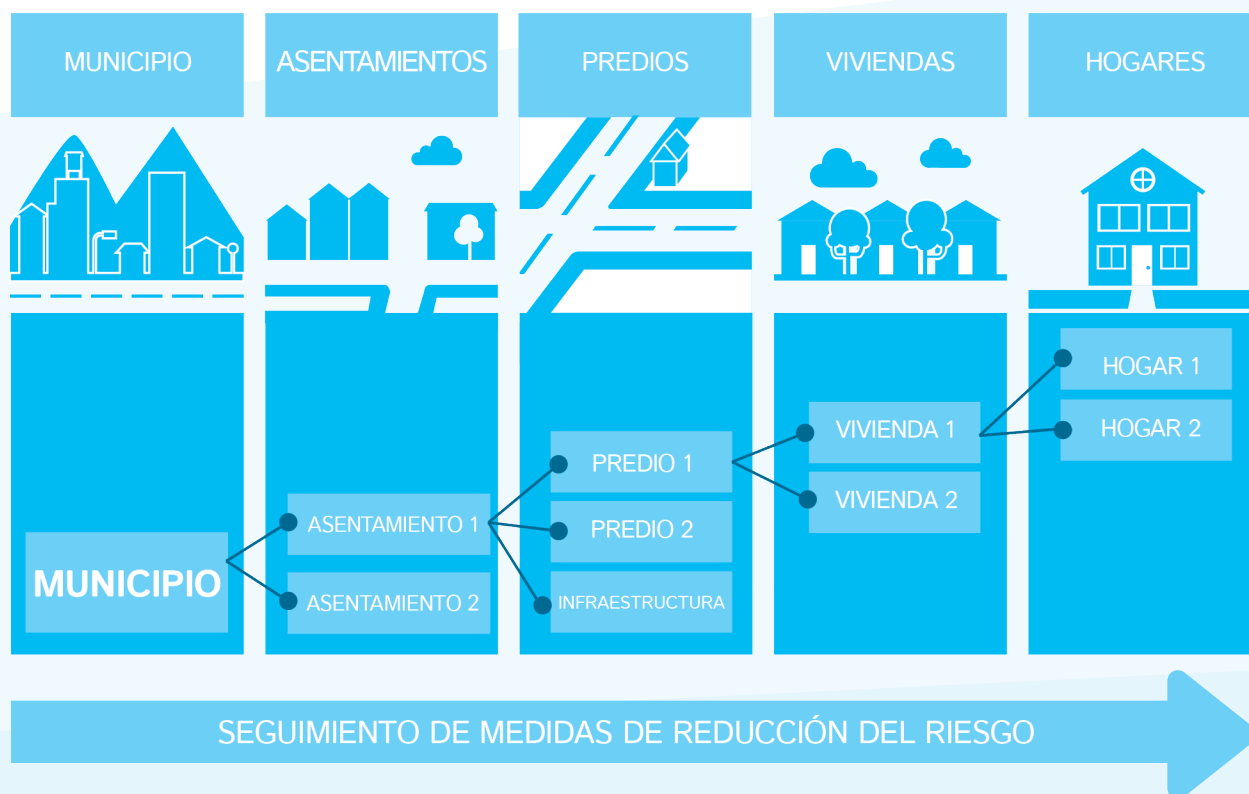 MUNICIPIO
ASENTAMIENTOS
PREDIOS
VIVIENDAS
HOGARES
MUNICIPIO
ASENTAMIENTO 1
ASENTAMIENTO 2
PREDIO 1
PREDIO 2
INFRAESTRUCTURA
VIVIENDA 1
VIVIENDA 2
HOGAR 1
HOGAR 2
SEGUIMIENTO DE MEDIDAS DE REDUCCIÓN DEL RIESGO